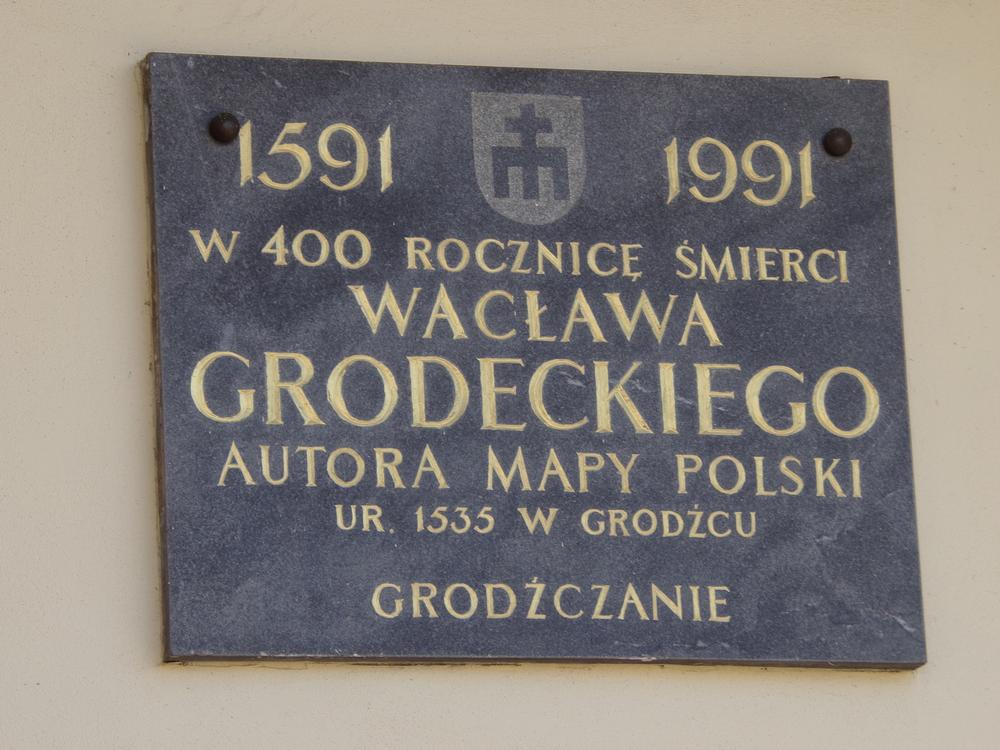 1591 1991
W 400 ROCZNICĘ ŚMIERCI
WACŁAWA
GRODECKIEGO
AUTORA MAPY POLSKI
UR. 1535 W GRODŹCU
GRODŹCZANIE